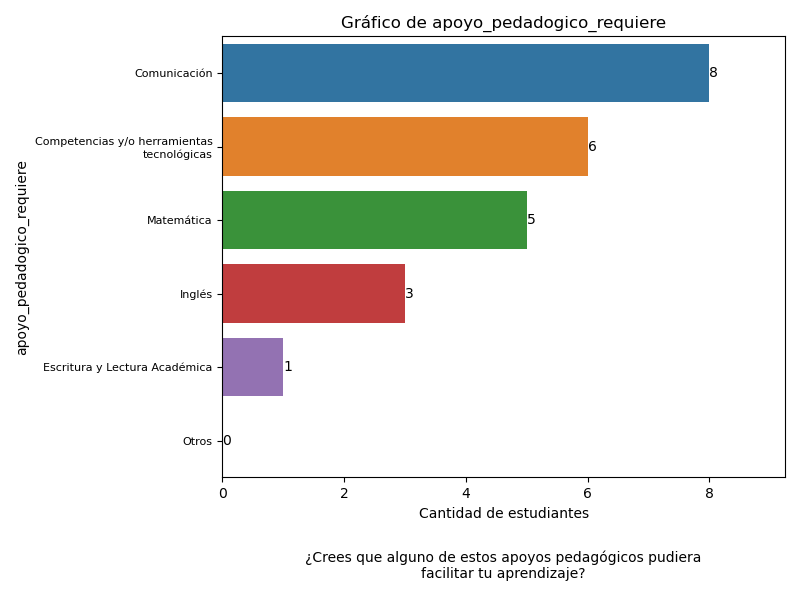 Gráfico de apoyo_pedadogico_requiere
apoyo_pedadogico_requiere
Comunicación
8
Competencias y/o herramientas
tecnológicas
6
Matemática
5
Inglés
3
Escritura y Lectura Académica
1
Otros
0
0 2 4 6 8
Cantidad de estudiantes
¿Crees que alguno de estos apoyos pedagógicos pudiera
facilitar tu aprendizaje?